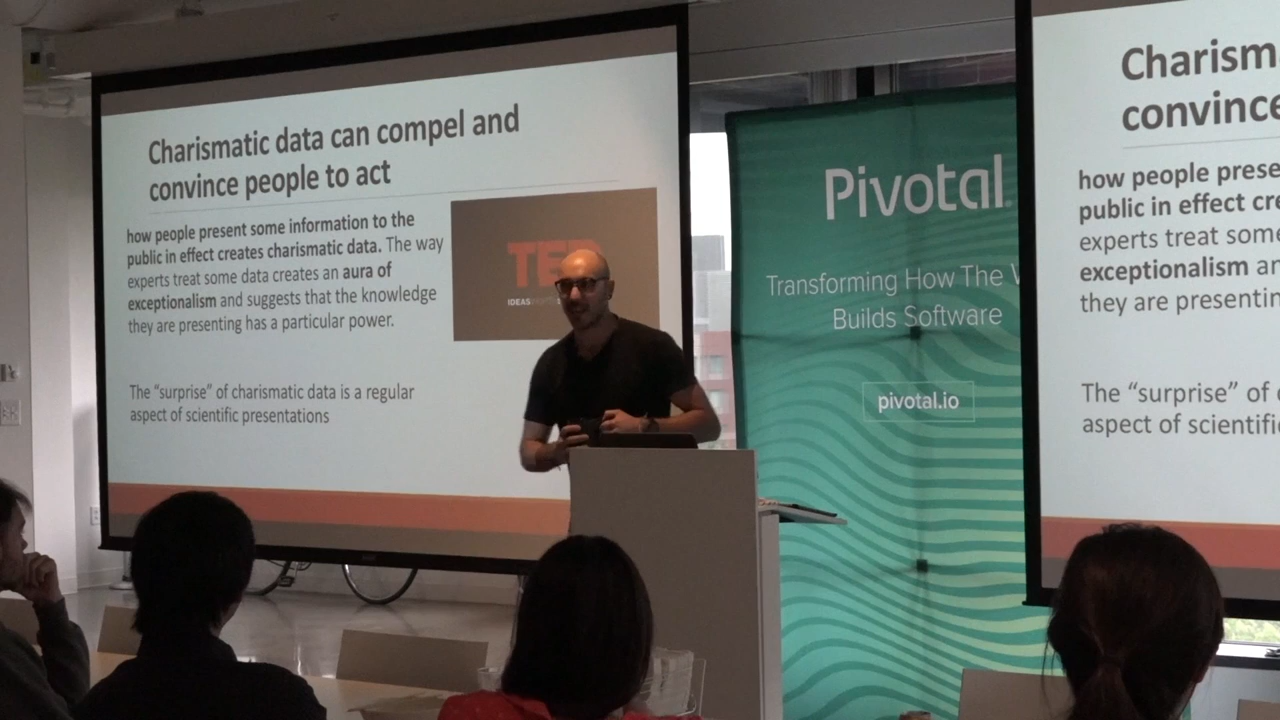 Charismatic data can compel and
convince people to act
how people present some information to the
public in effect creates charismatic data. The way
experts treat some data creates an aura of
exceptionalism and suggests that the knowledge
they are presenting has a particular power.
The “surprise” of charismatic data is a regular
aspect of scientific presentations
TED
IDEAS
Pivotal
Transforming How The
Builds Software
pivotal.io
Charism
convince
how people prese
public in effect cre
experts treat some
exceptionalism an
they are presentin
The “surprise” of
aspect of scientific